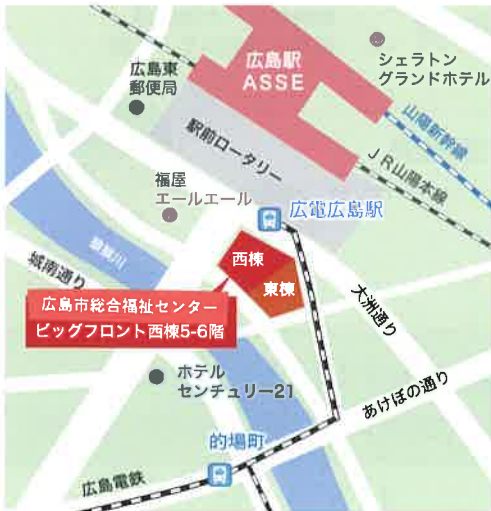 広島駅
ASSE
シェラトン
グランドホテル
広島東
郵便局
山陽新幹線
JR山陽本線
駅前ロータリー
福屋
エールエール
広電広島駅
西棟
東棟
猿猴川
城南通り
広島市総合福祉センター
ビッグフロント西棟5-6階
大洲通り
ホテル
センチュリー21
あけぼの通り
的場町
広島電鉄